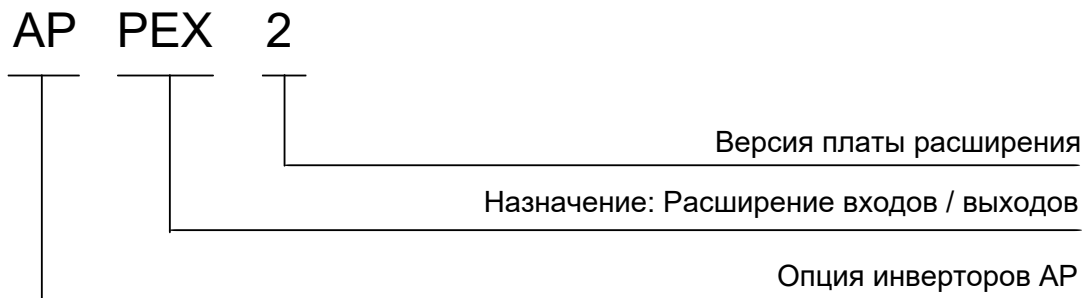 AP PEX 2
Версия платы расширения
Назначение: Расширение входов / выходов
Опция инверторов AP